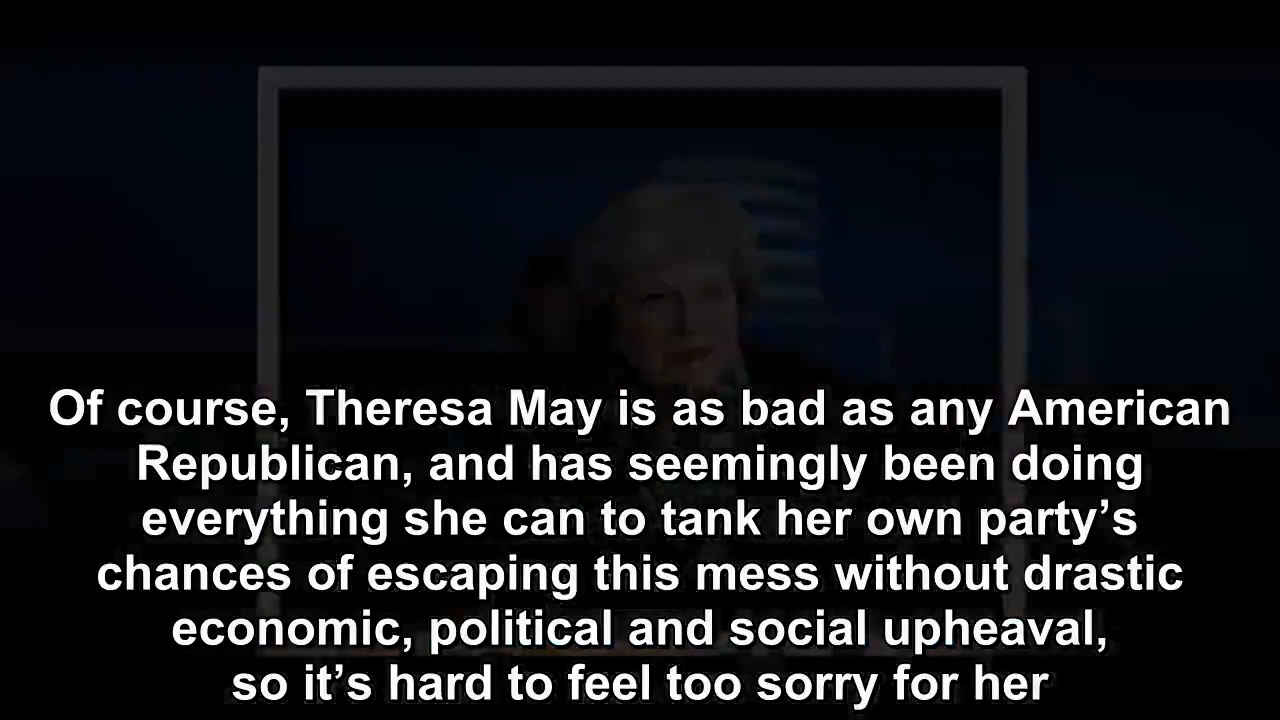 Of course, Theresa May is as bad as any American
Republican, and has seemingly been doing
everything she can to tank her own party’s
chances of escaping this mess without drastic
economic, political and social upheaval,
so it’s hard to feel too sorry for her